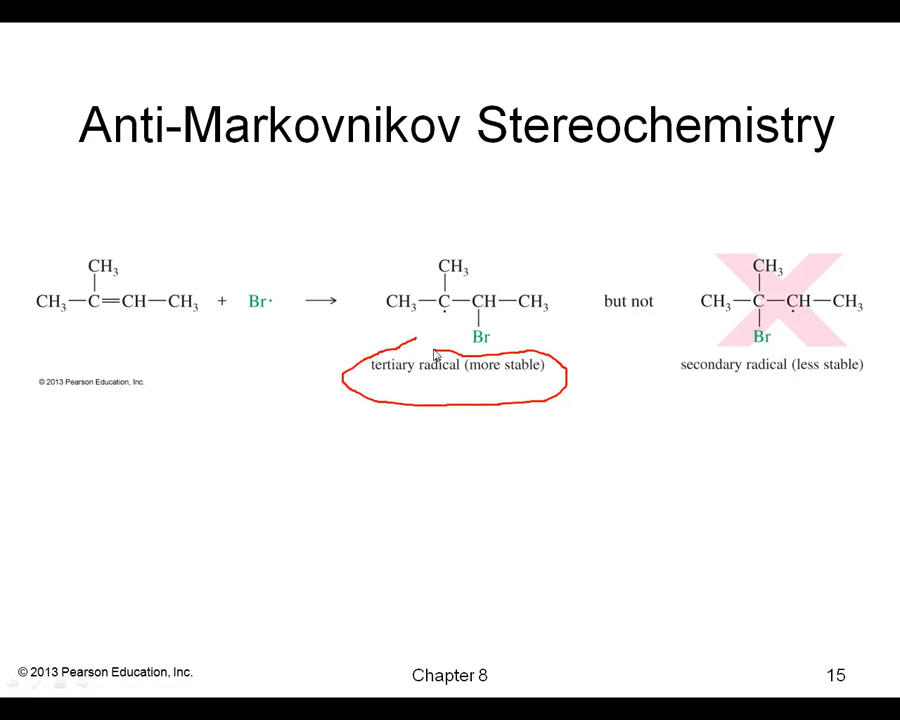 Anti-Markovnikov Stereochemistry
CH₃
CH₃—C=CH—CH₃ + Br· ⟶
CH₃
CH₃—Ċ—CH—CH₃
Br
tertiary radical (more stable)
but not
CH₃
CH₃—C—ĊH—CH₃
Br
secondary radical (less stable)
© 2013 Pearson Education, Inc.
© 2013 Pearson Education, Inc.
Chapter 8
15